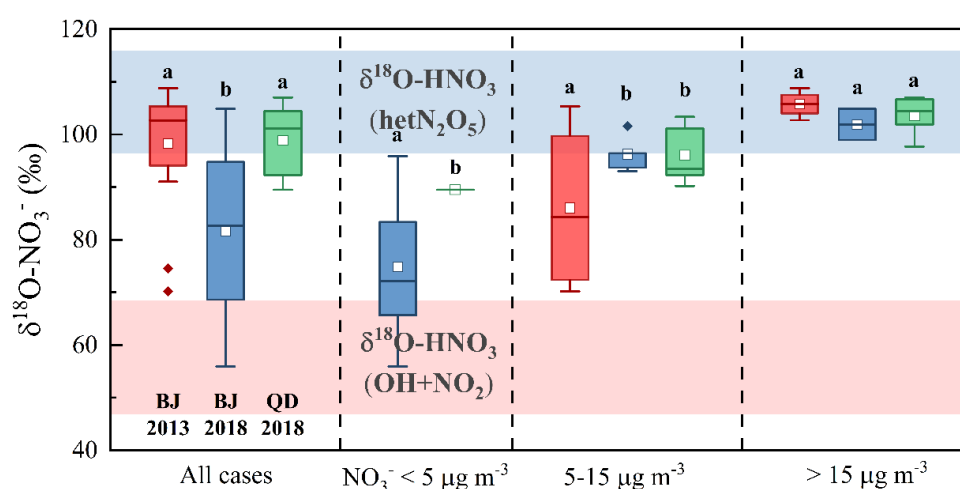 120
100
80
60
40
δ¹⁸O-NO₃⁻ (‰)
a
b
a
δ¹⁸O-HNO₃
(hetN₂O₅)
a
b
a
b
b
a
a
a
δ¹⁸O-HNO₃
(OH+NO₂)
BJ BJ QD
2013 2018 2018
All cases
NO₃⁻ < 5 μg m⁻³
5-15 μg m⁻³
> 15 μg m⁻³